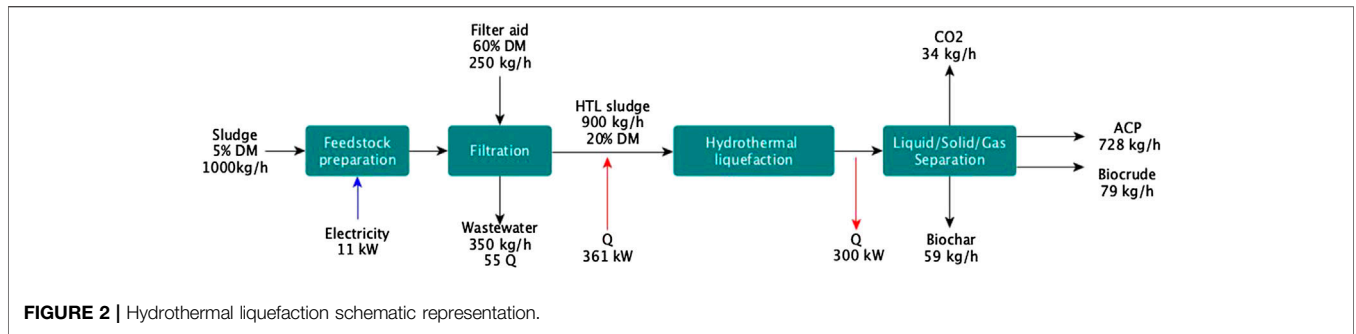 Filter aid
60% DM
250 kg/h
CO2
34 kg/h
Sludge
5% DM
1000kg/h
Feedstock
preparation
Filtration
HTL sludge
900 kg/h
20% DM
Hydrothermal
liquefaction
Liquid/Solid/Gas
Separation
ACP
728 kg/h
Biocrude
79 kg/h
Electricity
11 kW
Wastewater
350 kg/h
55 Q
Q
361 kW
Q
300 kW
Biochar
59 kg/h
FIGURE 2 | Hydrothermal liquefaction schematic representation.